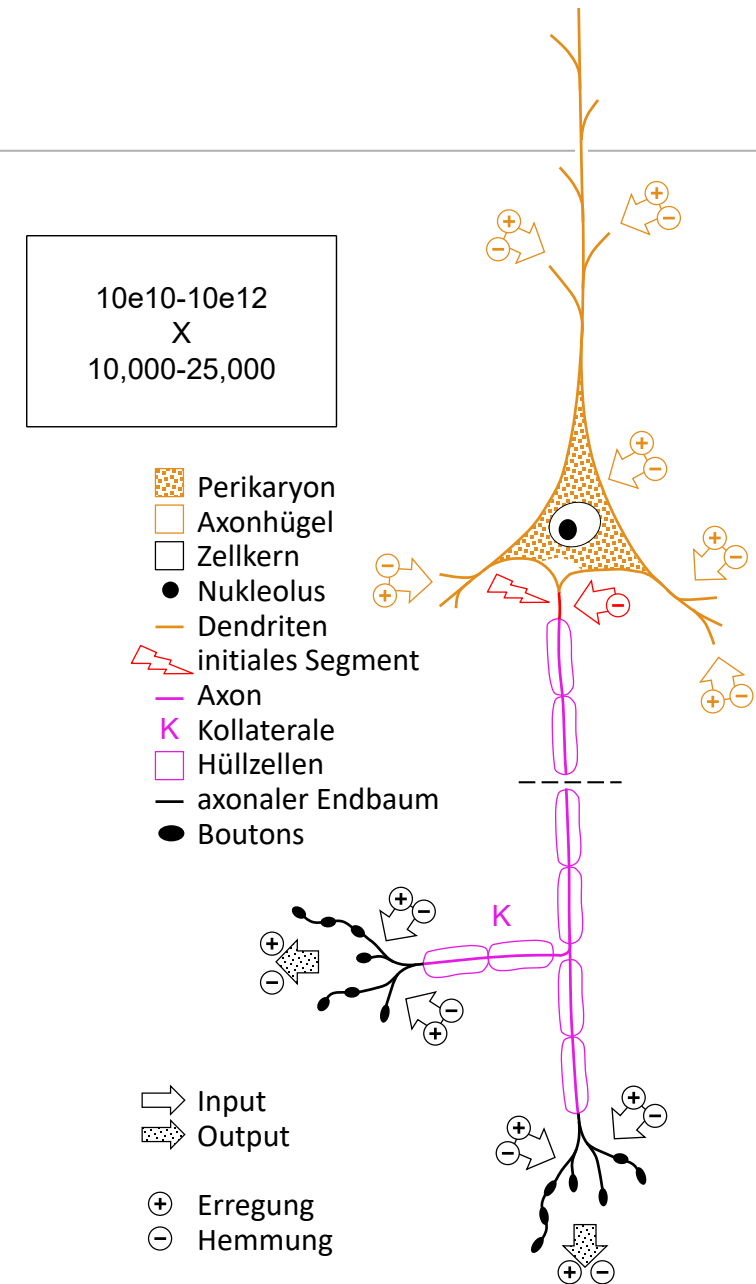 10e10-10e12
X
10,000-25,000
Perikaryon
Axonhügel
Zellkern
Nukleolus
Dendriten
initiales Segment
Axon
K Kollaterale
Hüllzellen
axonaler Endbaum
Boutons
K
Input
Output
+ Erregung
− Hemmung